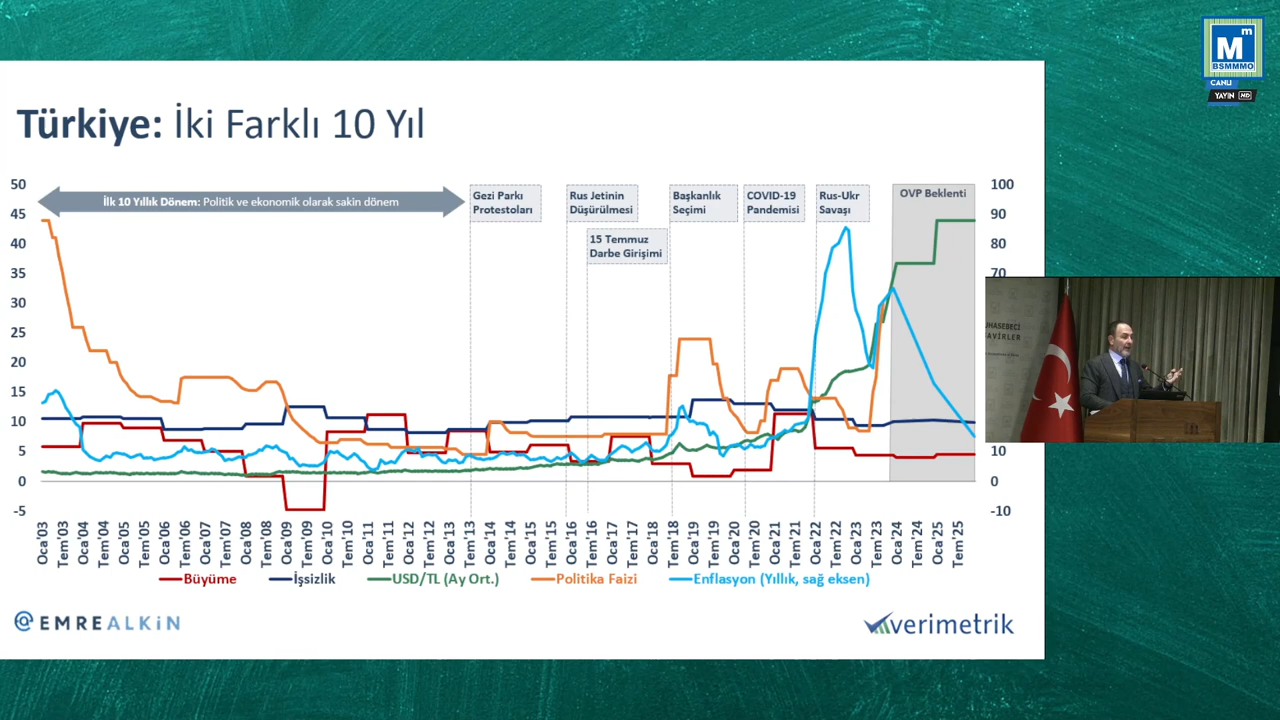 M m
BSMMMO
CANLI
YAYIN HD
Türkiye: İki Farklı 10 Yıl
50
45
40
35
30
25
20
15
10
5
0
-5
İlk 10 Yıllık Dönem: Politik ve ekonomik olarak sakin dönem
Gezi Parkı
Protestoları
Rus Jetinin
Düşürülmesi
15 Temmuz
Darbe Girişimi
Başkanlık
Seçimi
COVID-19
Pandemisi
Rus-Ukr
Savaşı
OVP Beklenti
100
90
80
70
10
0
-10
Oca'03
Tem'03
Oca'04
Tem'04
Oca'05
Tem'05
Oca'06
Tem'06
Oca'07
Tem'07
Oca'08
Tem'08
Oca'09
Tem'09
Oca'10
Tem'10
Oca'11
Tem'11
Oca'12
Tem'12
Oca'13
Tem'13
Oca'14
Tem'14
Oca'15
Tem'15
Oca'16
Tem'16
Oca'17
Tem'17
Oca'18
Tem'18
Oca'19
Tem'19
Oca'20
Tem'20
Oca'21
Tem'21
Oca'22
Tem'22
Oca'23
Tem'23
Oca'24
Tem'24
Oca'25
Tem'25
Büyüme
İşsizlik
USD/TL (Ay Ort.)
Politika Faizi
Enflasyon (Yıllık, sağ eksen)
@EMREALKiN
verimetrik